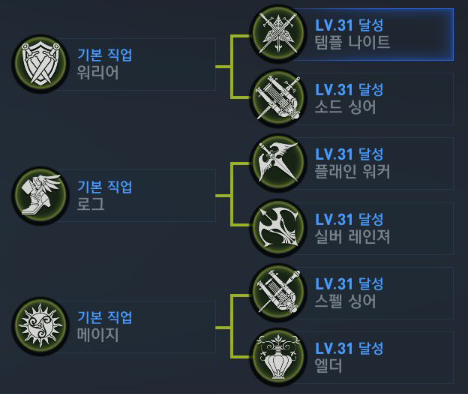 LV.31 달성
템플 나이트
기본 직업
워리어
LV.31 달성
소드 싱어
LV.31 달성
플래인 워커
기본 직업
로그
LV.31 달성
실버 레인져
LV.31 달성
스펠 싱어
기본 직업
메이지
LV.31 달성
엘더